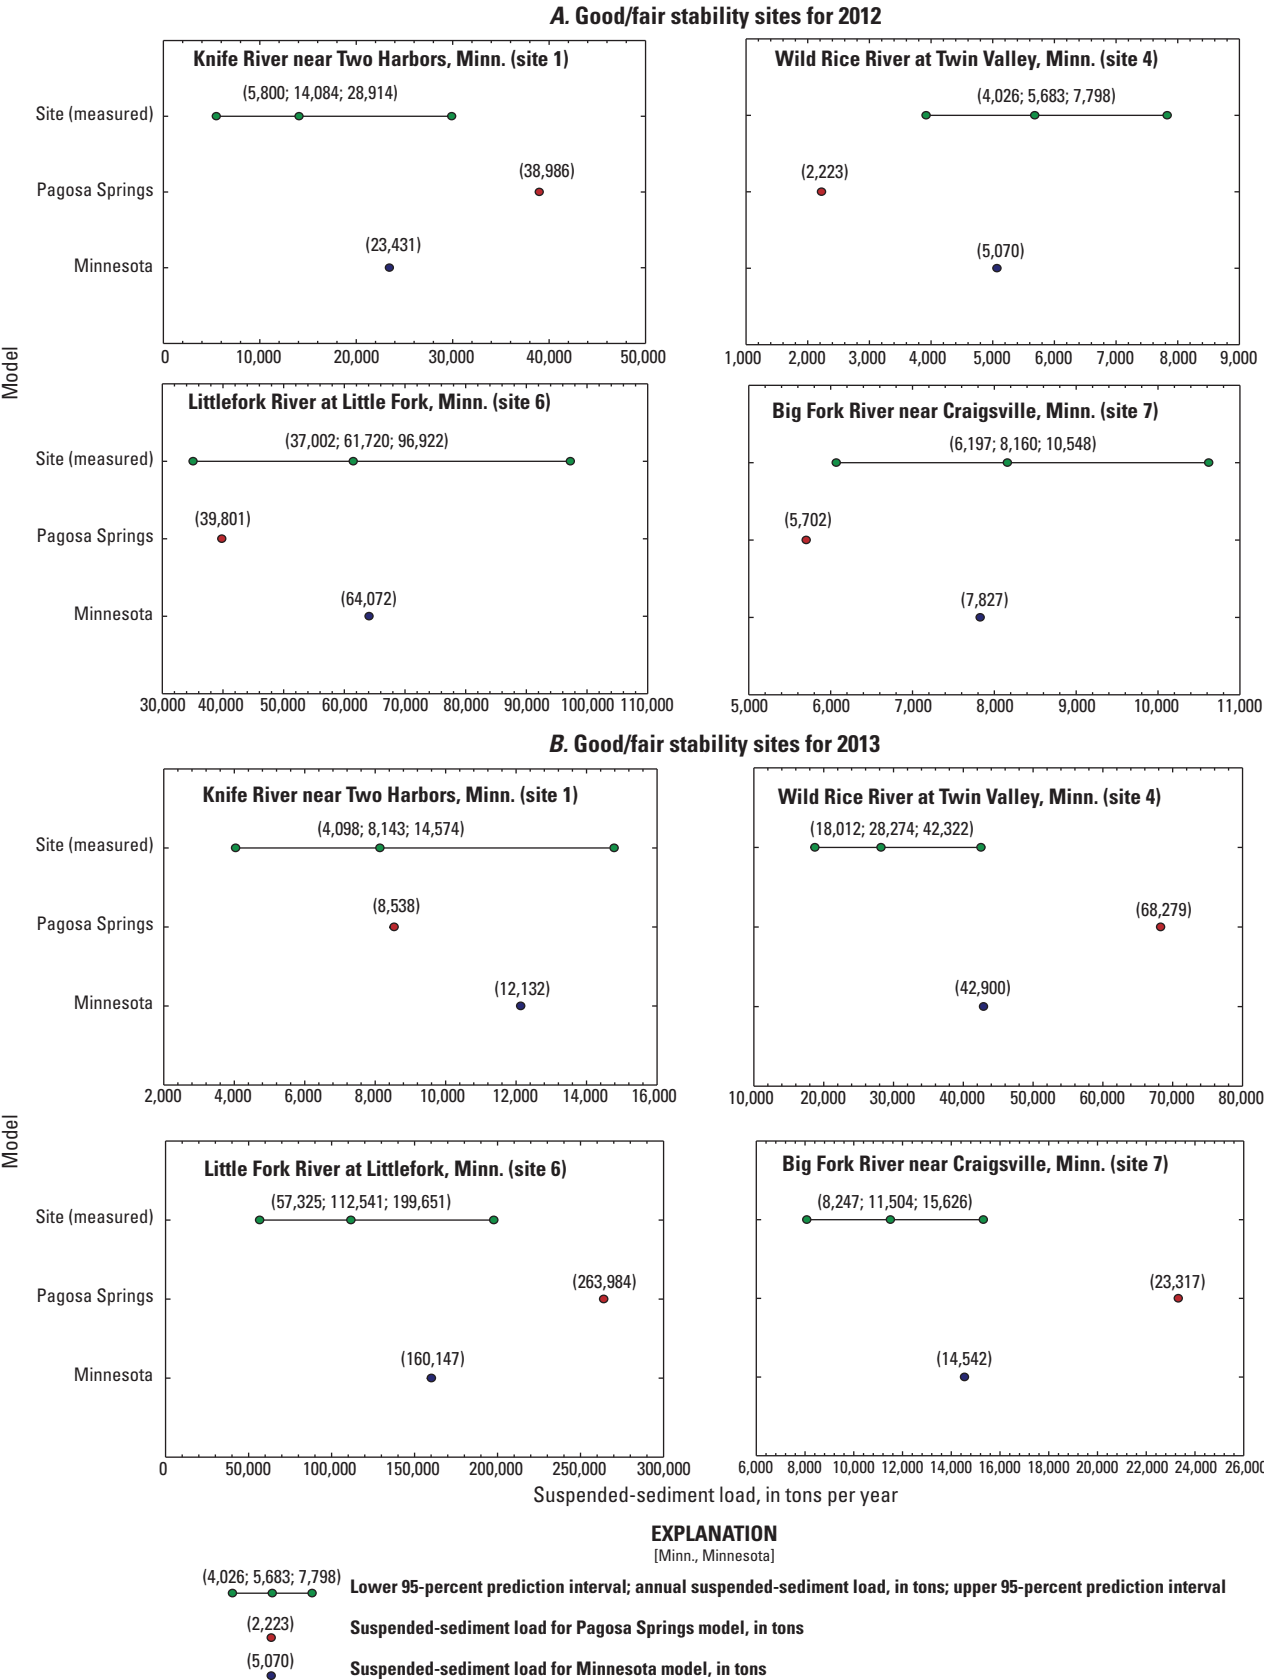 A. Good/fair stability sites for 2012
Knife River near Two Harbors, Minn. (site 1)
Site (measured)
(5,800; 14,084; 28,914)
Pagosa Springs
(38,986)
Minnesota
(23,431)
0 10,000 20,000 30,000 40,000 50,000
Wild Rice River at Twin Valley, Minn. (site 4)
(4,026; 5,683; 7,798)
(2,223)
(5,070)
1,000 2,000 3,000 4,000 5,000 6,000 7,000 8,000 9,000
Model
Littlefork River at Little Fork, Minn. (site 6)
Site (measured)
(37,002; 61,720; 96,922)
Pagosa Springs
(39,801)
Minnesota
(64,072)
30,000 40,000 50,000 60,000 70,000 80,000 90,000 100,000 110,000
Big Fork River near Craigsville, Minn. (site 7)
(6,197; 8,160; 10,548)
(5,702)
(7,827)
5,000 6,000 7,000 8,000 9,000 10,000 11,000
B. Good/fair stability sites for 2013
Knife River near Two Harbors, Minn. (site 1)
Site (measured)
(4,098; 8,143; 14,574)
Pagosa Springs
(8,538)
Minnesota
(12,132)
2,000 4,000 6,000 8,000 10,000 12,000 14,000 16,000
Wild Rice River at Twin Valley, Minn. (site 4)
(18,012; 28,274; 42,322)
(68,279)
(42,900)
10,000 20,000 30,000 40,000 50,000 60,000 70,000 80,000
Model
Little Fork River at Littlefork, Minn. (site 6)
Site (measured)
(57,325; 112,541; 199,651)
Pagosa Springs
(263,984)
Minnesota
(160,147)
0 50,000 100,000 150,000 200,000 250,000 300,000
Big Fork River near Craigsville, Minn. (site 7)
(8,247; 11,504; 15,626)
(23,317)
(14,542)
6,000 8,000 10,000 12,000 14,000 16,000 18,000 20,000 22,000 24,000 26,000
Suspended-sediment load, in tons per year
EXPLANATION
[Minn., Minnesota]
(4,026; 5,683; 7,798)
Lower 95-percent prediction interval; annual suspended-sediment load, in tons; upper 95-percent prediction interval
(2,223)
Suspended-sediment load for Pagosa Springs model, in tons
(5,070)
Suspended-sediment load for Minnesota model, in tons